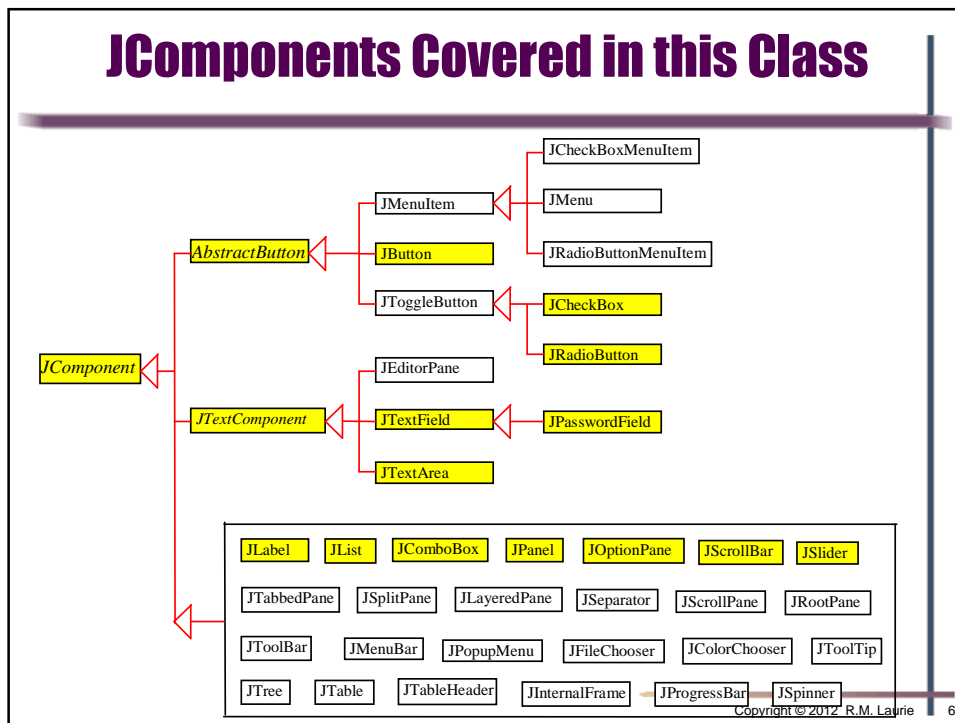 JComponents Covered in this Class
JCheckBoxMenuItem
JMenuItem
JMenu
AbstractButton
JButton
JRadioButtonMenuItem
JToggleButton
JCheckBox
JRadioButton
JComponent
JEditorPane
JTextComponent
JTextField
JPasswordField
JTextArea
JLabel JList JComboBox JPanel JOptionPane JScrollBar JSlider
JTabbedPane JSplitPane JLayeredPane JSeparator JScrollPane JRootPane
JToolBar JMenuBar JPopupMenu JFileChooser JColorChooser JToolTip
JTree JTable JTableHeader JInternalFrame JProgressBar JSpinner
Copyright © 2012 R.M. Laurie 6